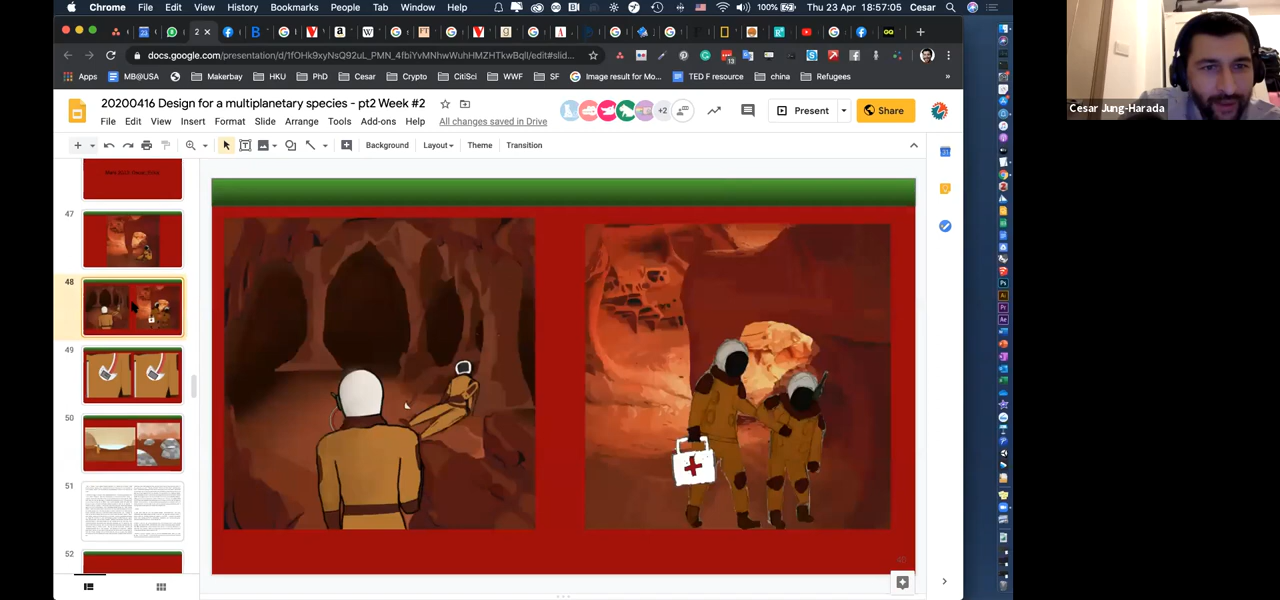 Chrome File Edit View History Bookmarks People Tab Window Help
100% Thu 23 Apr 18:57:05 Cesar
2
docs.google.com/presentation/d/
Apps MB@USA Makerbay HKU PhD Cesar Crypto CitSci WWF SF Image result for Mo... TED F resource china Refugees »
20200416 Design for a multiplanetary species - pt2 Week #2
+2
Present
Share
File Edit View Insert Format Slide Arrange Tools Add-ons Help All changes saved in Drive
Background Layout Theme Transition
47
48
49
50
51
52
Cesar Jung-Harada